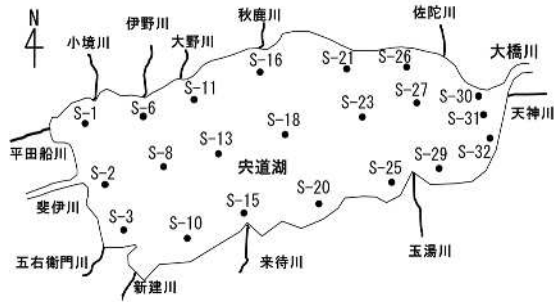 N
秋鹿川
佐陀川
伊野川
小境川
大野川
大橋川
S-16
S-21
S-26
S-11
S-27
S-30
S-1
S-6
S-23
S-31
天神川
S-18
平田船川
S-13
S-32
S-8
宍道湖
S-29
S-2
S-25
斐伊川
S-15
S-20
S-3
S-10
玉湯川
五右衛門川
新建川
来待川